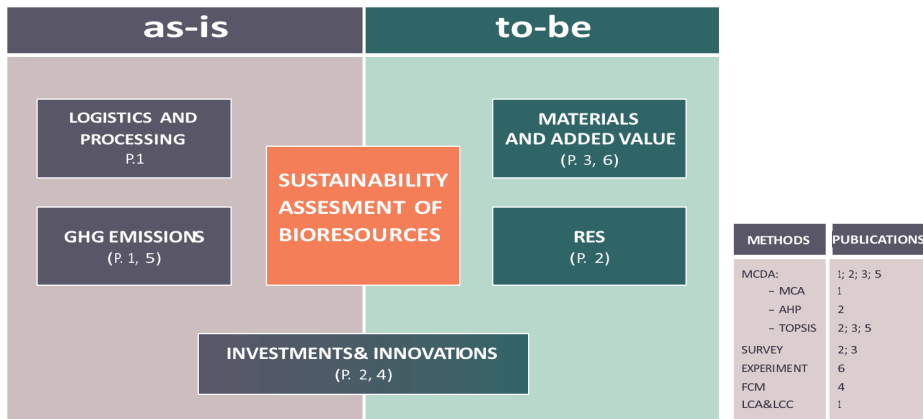 as-is
to-be
LOGISTICS AND
PROCESSING
P.1
MATERIALS
AND ADDED VALUE
(P. 3, 6)
SUSTAINABILITY
ASSESMENT OF
BIORESOURCES
GHG EMISSIONS
(P. 1, 5)
RES
(P. 2)
INVESTMENTS& INNOVATIONS
(P. 2, 4)
METHODS PUBLICATIONS
MCDA: 1; 2; 3; 5
– MCA 1
– AHP 2
– TOPSIS 2; 3; 5
SURVEY 2; 3
EXPERIMENT 6
FCM 4
LCA&LCC 1